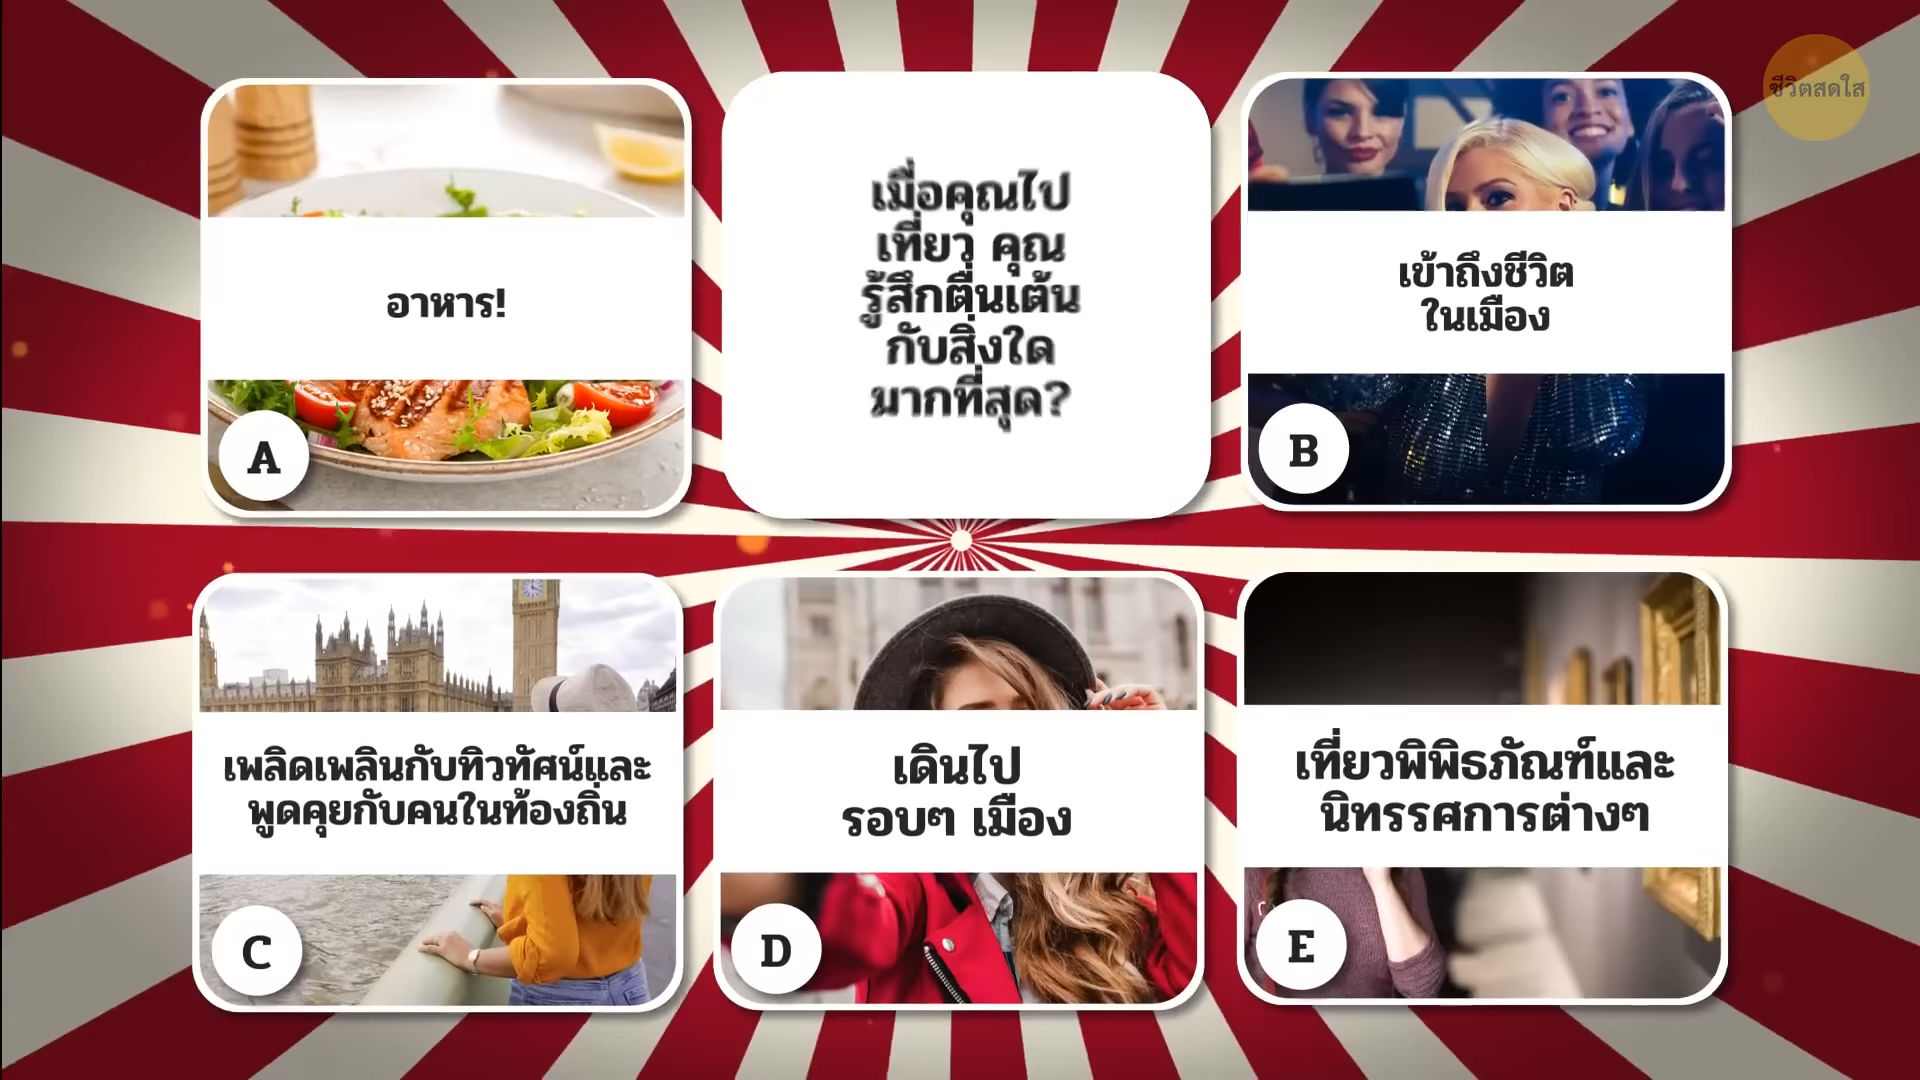 ชีวิตสดใส
อาหาร!
A
เมื่อคุณไป
เที่ยว คุณ
รู้สึกตื่นเต้น
กับสิ่งใด
มากที่สุด?
เข้าถึงชีวิต
ในเมือง
B
เพลิดเพลินกับทิวทัศน์และ
พูดคุยกับคนในท้องถิ่น
C
เดินไป
รอบๆ เมือง
D
เที่ยวพิพิธภัณฑ์และ
นิทรรศการต่างๆ
E